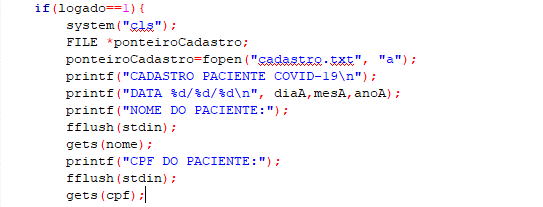 if(logado==1){
system("cls");
FILE *ponteiroCadastro;
ponteiroCadastro=fopen("cadastro.txt", "a");
printf("CADASTRO PACIENTE COVID-19\n");
printf("DATA %d/%d/%d\n", diaA,mesA,anoA);
printf("NOME DO PACIENTE:");
fflush(stdin);
gets(nome);
printf("CPF DO PACIENTE:");
fflush(stdin);
gets(cpf);